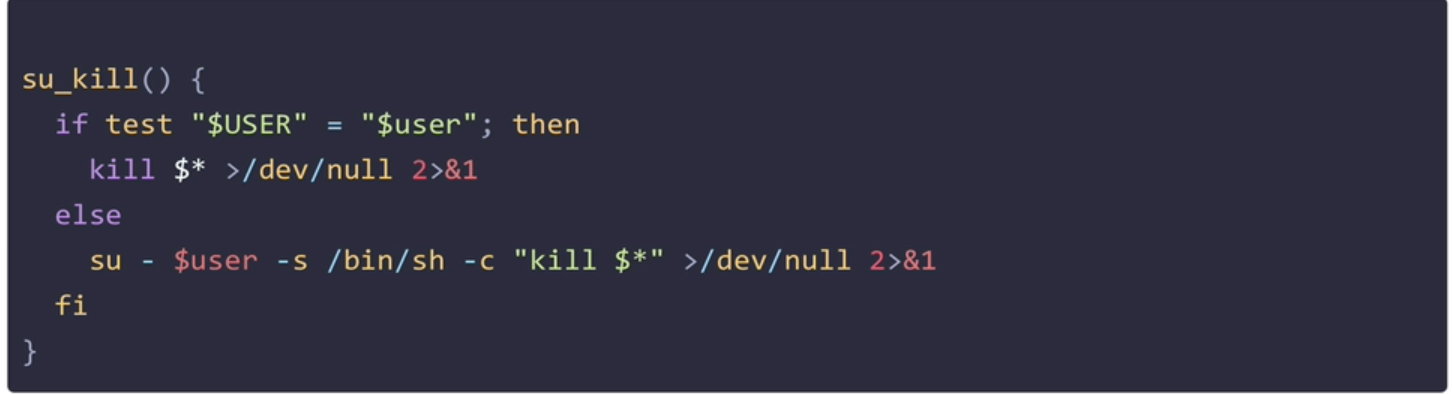 su_kill() {
  if test "$USER" = "$user"; then
    kill $* >/dev/null 2>&1
  else
    su - $user -s /bin/sh -c "kill $*" >/dev/null 2>&1
  fi
}